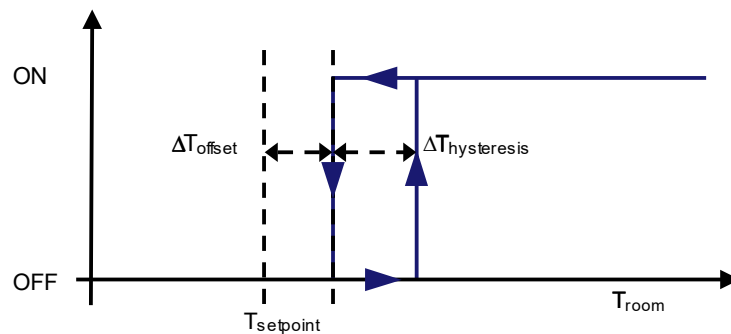 ON
ΔToffset
ΔThysteresis
OFF
Tsetpoint
Troom